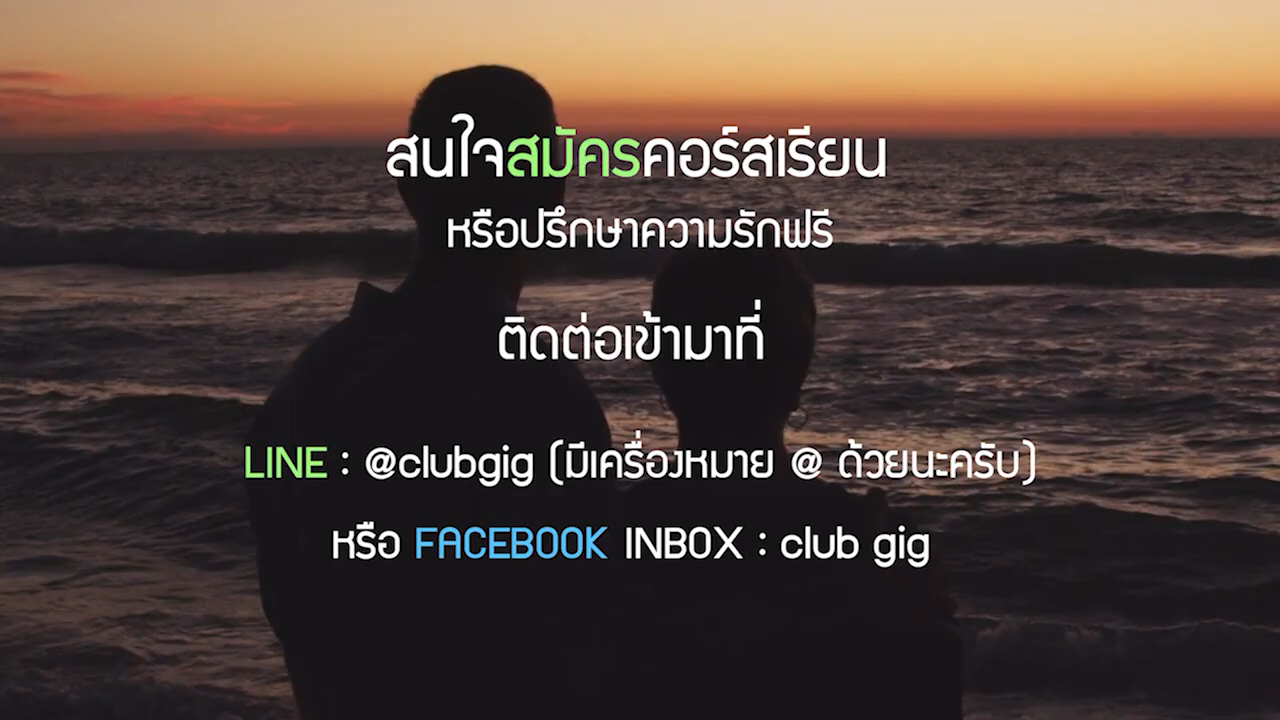 สนใจสมัครคอร์สเรียน
หรือปรึกษาความรักฟรี
ติดต่อเข้ามาที่
LINE : @clubgig (มีเครื่องหมาย @ ด้วยนะครับ)
หรือ FACEBOOK INBOX : club gig